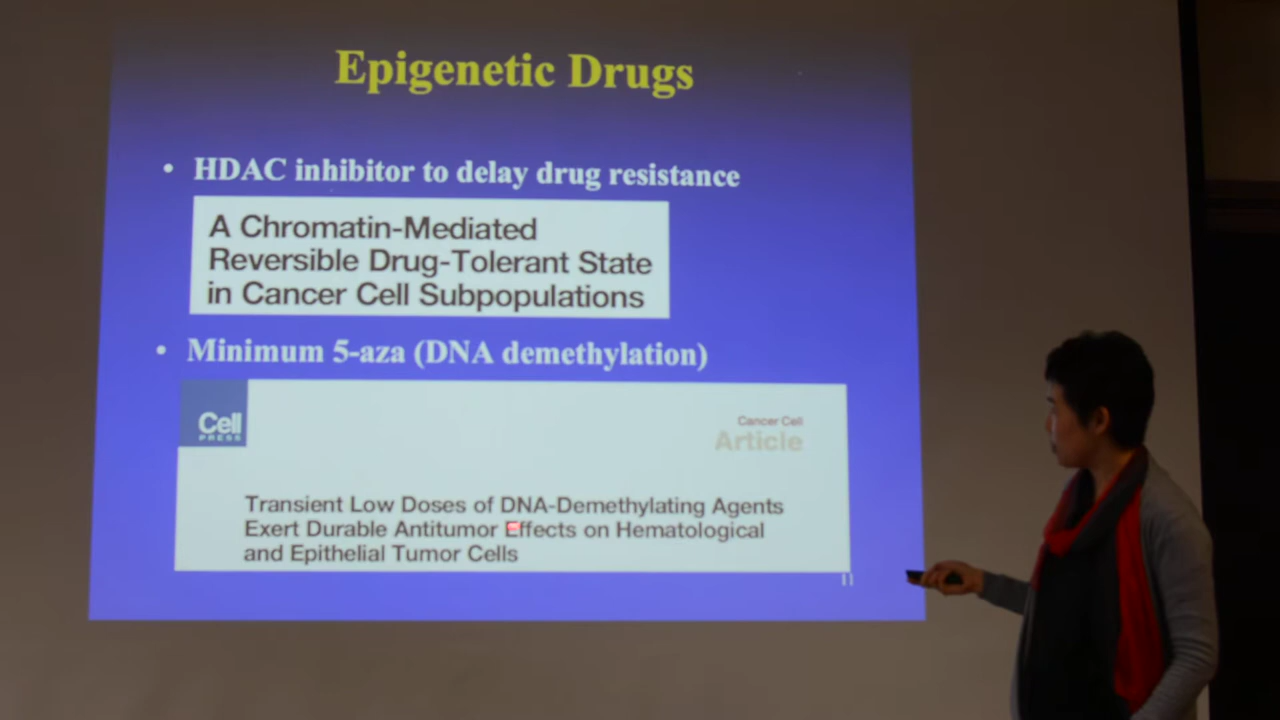 Epigenetic Drugs
• HDAC inhibitor to delay drug resistance
A Chromatin-Mediated
Reversible Drug-Tolerant State
in Cancer Cell Subpopulations
• Minimum 5-aza (DNA demethylation)
Cell
PRESS
Cancer Cell
Article
Transient Low Doses of DNA-Demethylating Agents
Exert Durable Antitumor Effects on Hematological
and Epithelial Tumor Cells
11